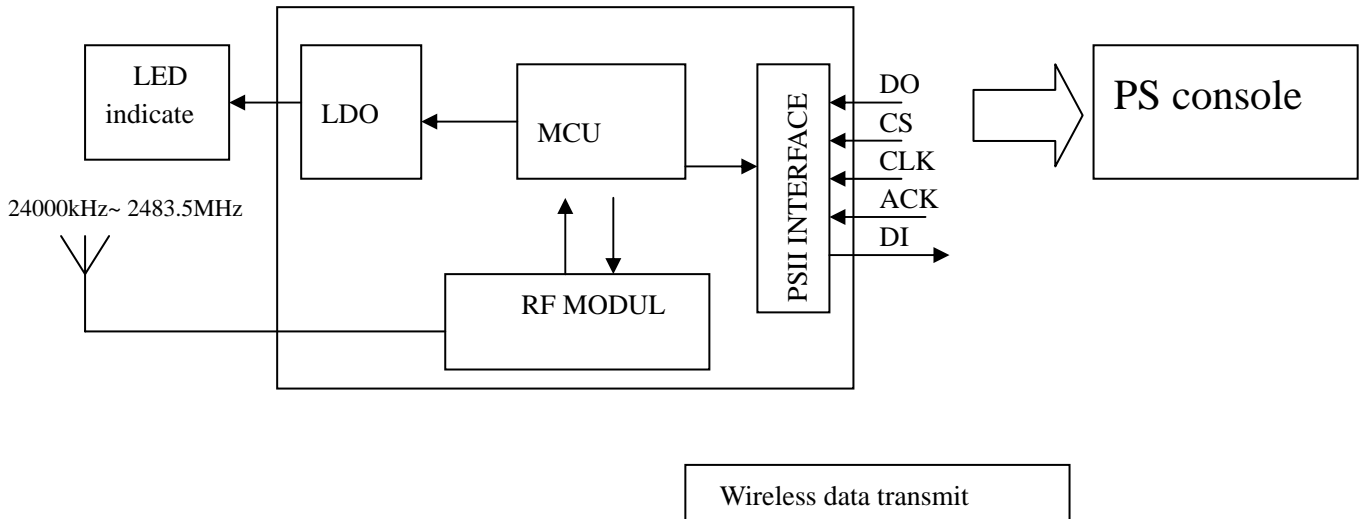 LED
indicate
LDO
MCU
PSII INTERFACE
DO
CS
CLK
ACK
DI
PS console
24000kHz~ 2483.5MHz
RF MODUL
Wireless data transmit